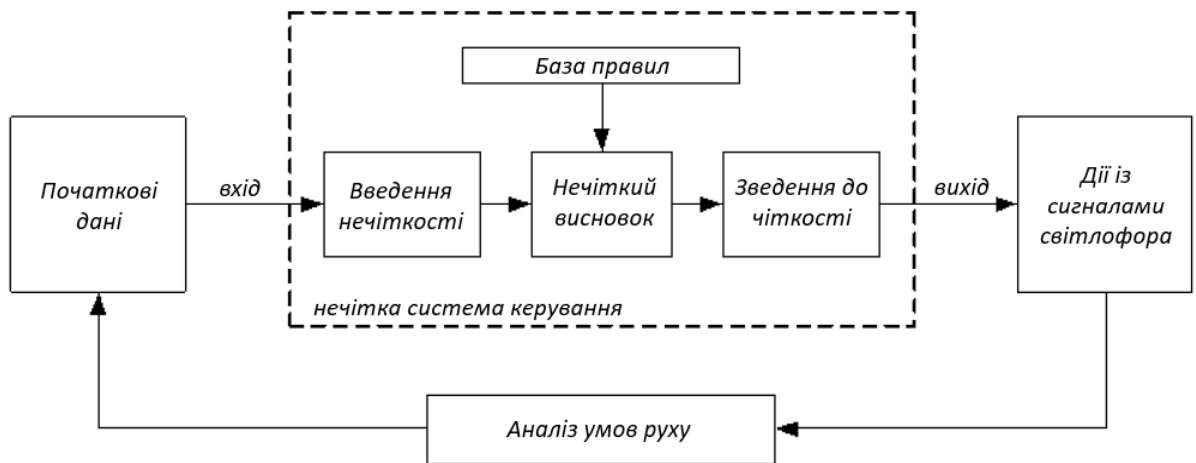 База правил
Початкові
дані
вхід
Введення
нечіткості
Нечіткий
висновок
Зведення до
чіткості
вихід
Дії із
сигналами
світлофора
нечітка система керування
Аналіз умов руху